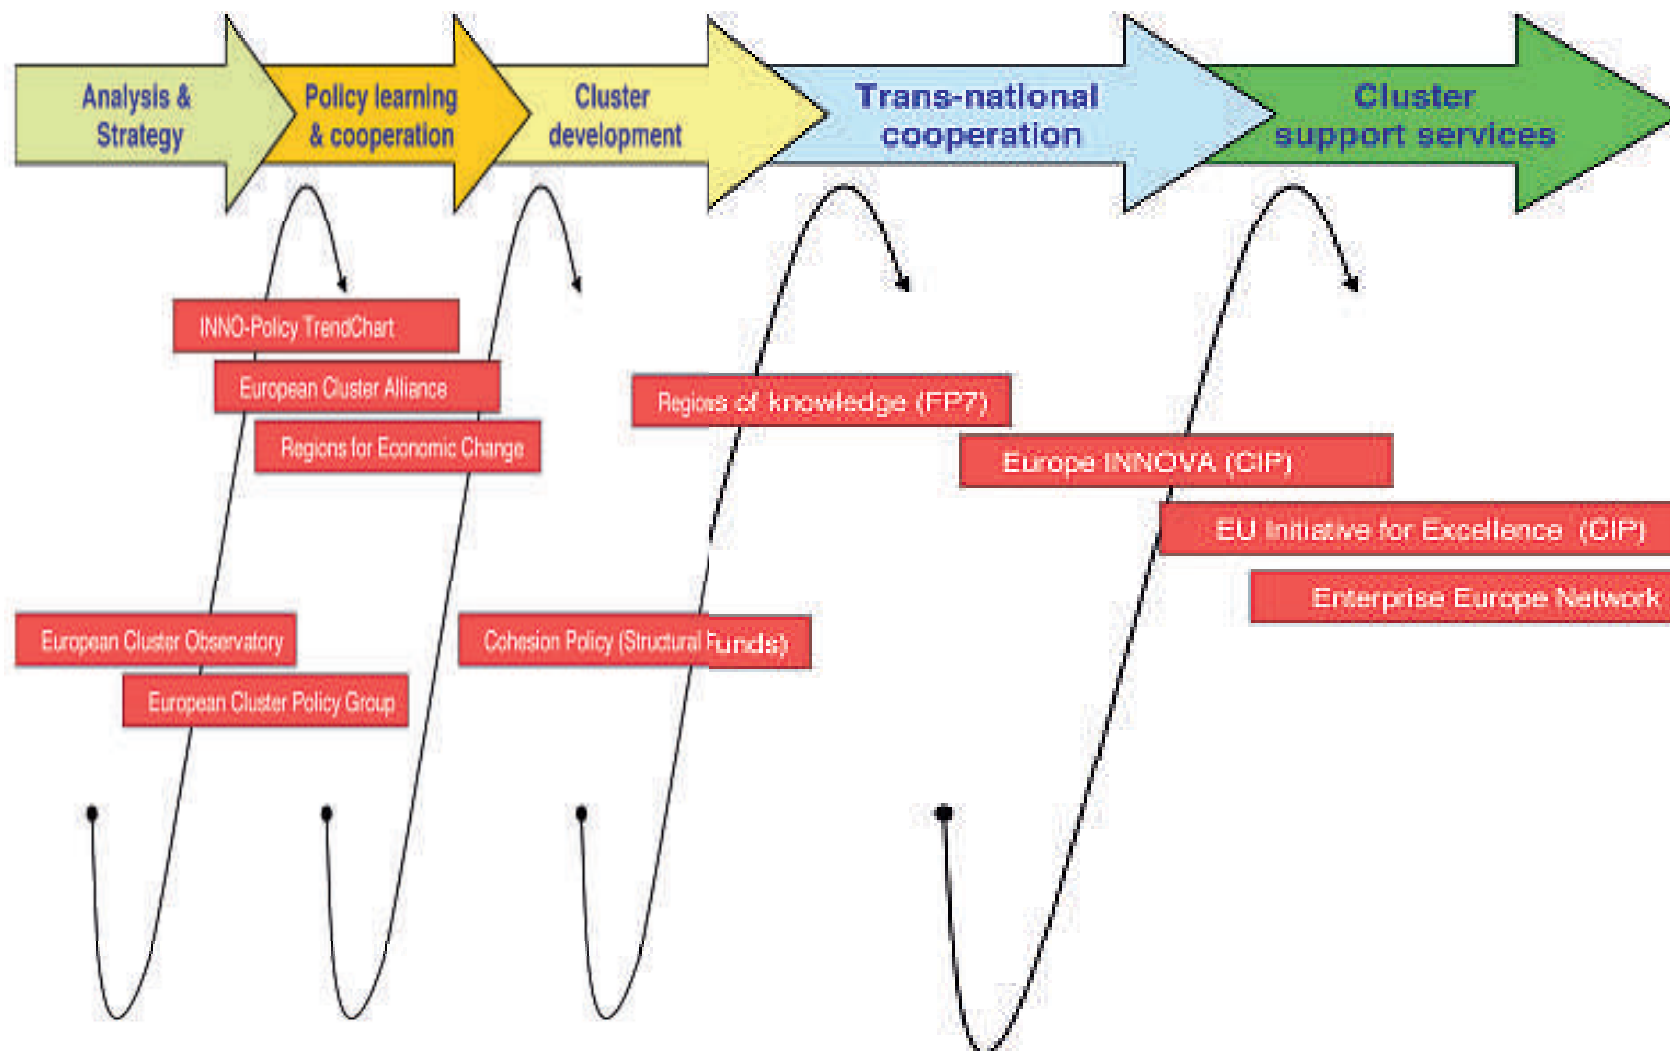 Analysis &
Strategy
Policy learning
& cooperation
Cluster
development
Trans-national
cooperation
Cluster
support services
INNO-Policy TrendChart
European Cluster Alliance
Regions for Economic Change
Regions of knowledge (FP7)
Europe INNOVA (CIP)
EU Initiative for Excellence (CIP)
Enterprise Europe Network
European Cluster Observatory
European Cluster Policy Group
Cohesion Policy (Structural Funds)